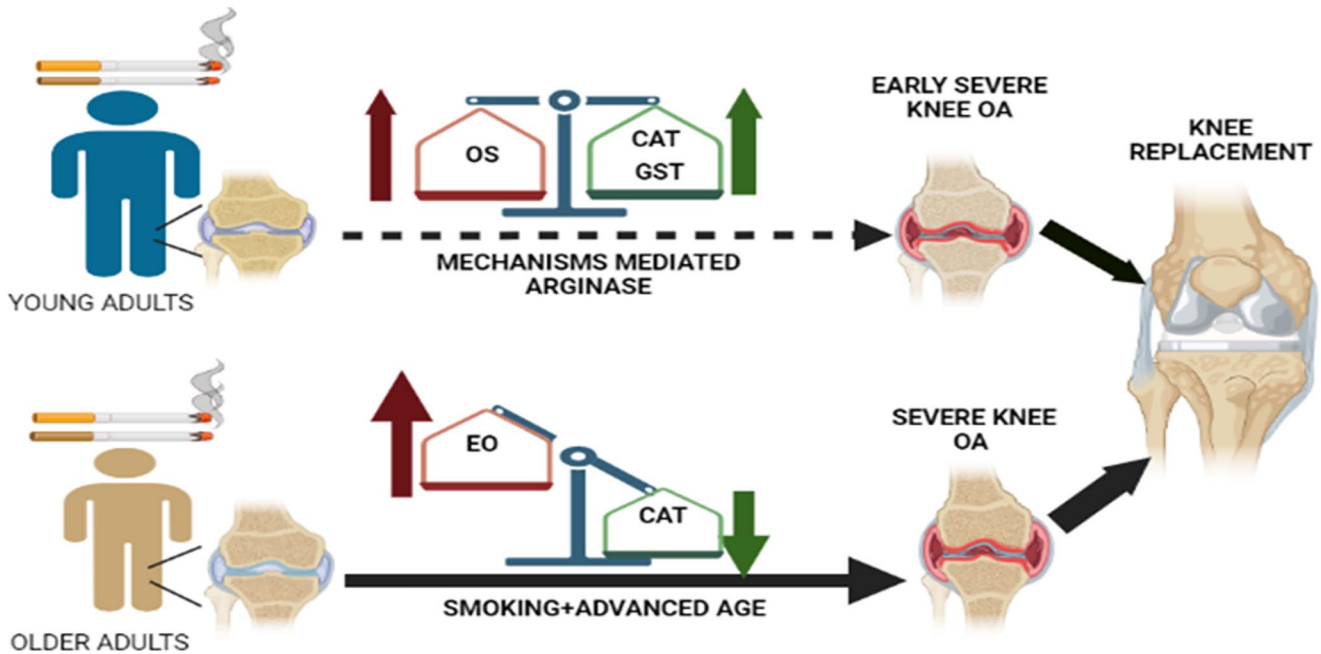 YOUNG ADULTS
OS
CAT
GST
MECHANISMS MEDIATED
ARGINASE
EARLY SEVERE
KNEE OA
KNEE
REPLACEMENT
OLDER ADULTS
EO
CAT
SMOKING+ADVANCED AGE
SEVERE KNEE
OA